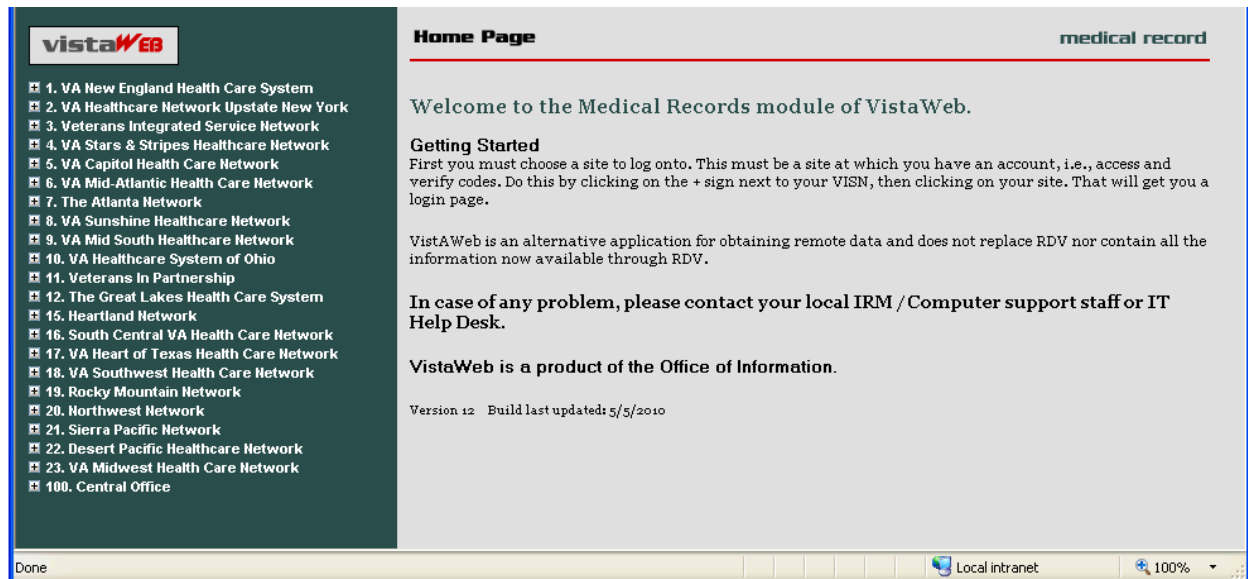 vistaWEB
1. VA New England Health Care System
2. VA Healthcare Network Upstate New York
3. Veterans Integrated Service Network
4. VA Stars & Stripes Healthcare Network
5. VA Capitol Health Care Network
6. VA Mid-Atlantic Health Care Network
7. The Atlanta Network
8. VA Sunshine Healthcare Network
9. VA Mid South Healthcare Network
10. VA Healthcare System of Ohio
11. Veterans In Partnership
12. The Great Lakes Health Care System
15. Heartland Network
16. South Central VA Health Care Network
17. VA Heart of Texas Health Care Network
18. VA Southwest Health Care Network
19. Rocky Mountain Network
20. Northwest Network
21. Sierra Pacific Network
22. Desert Pacific Healthcare Network
23. VA Midwest Health Care Network
100. Central Office
Home Page
medical record
Welcome to the Medical Records module of VistaWeb.
Getting Started
First you must choose a site to log onto. This must be a site at which you have an account, i.e., access and
verify codes. Do this by clicking on the + sign next to your VISN, then clicking on your site. That will get you a
login page.
VistAWeb is an alternative application for obtaining remote data and does not replace RDV nor contain all the
information now available through RDV.
In case of any problem, please contact your local IRM / Computer support staff or IT
Help Desk.
VistaWeb is a product of the Office of Information.
Version 12 Build last updated: 5/5/2010
Done
Local intranet
100%